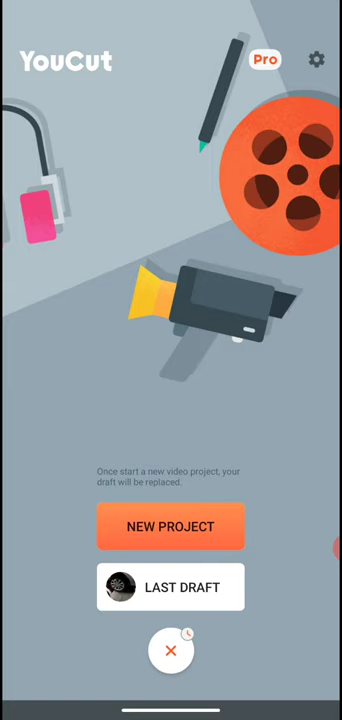 YouCut
Pro
Once start a new video project, your
draft will be replaced.
NEW PROJECT
LAST DRAFT